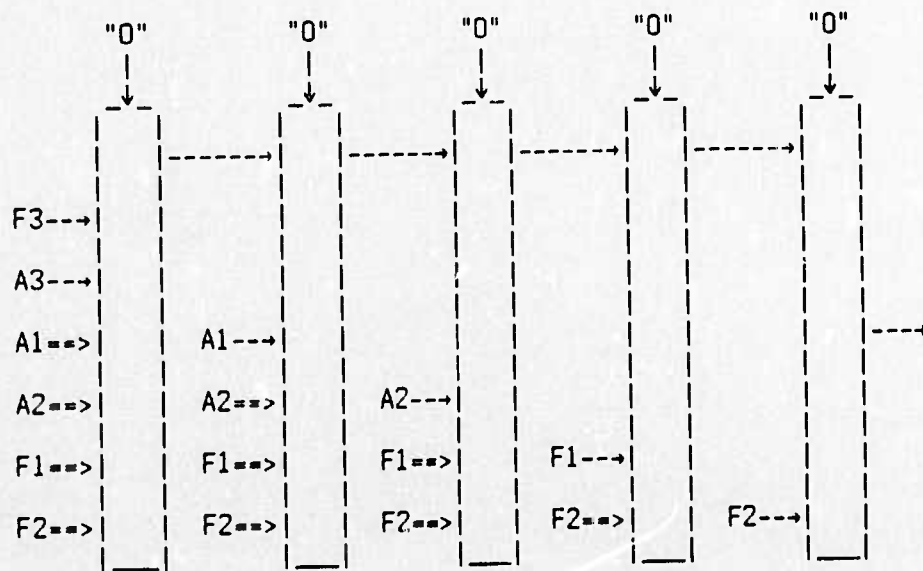 "0" "0" "0" "0" "0"
F3
A3
A1 A1
A2 A2 A2
F1 F1 F1 F1
F2 F2 F2 F2 F2